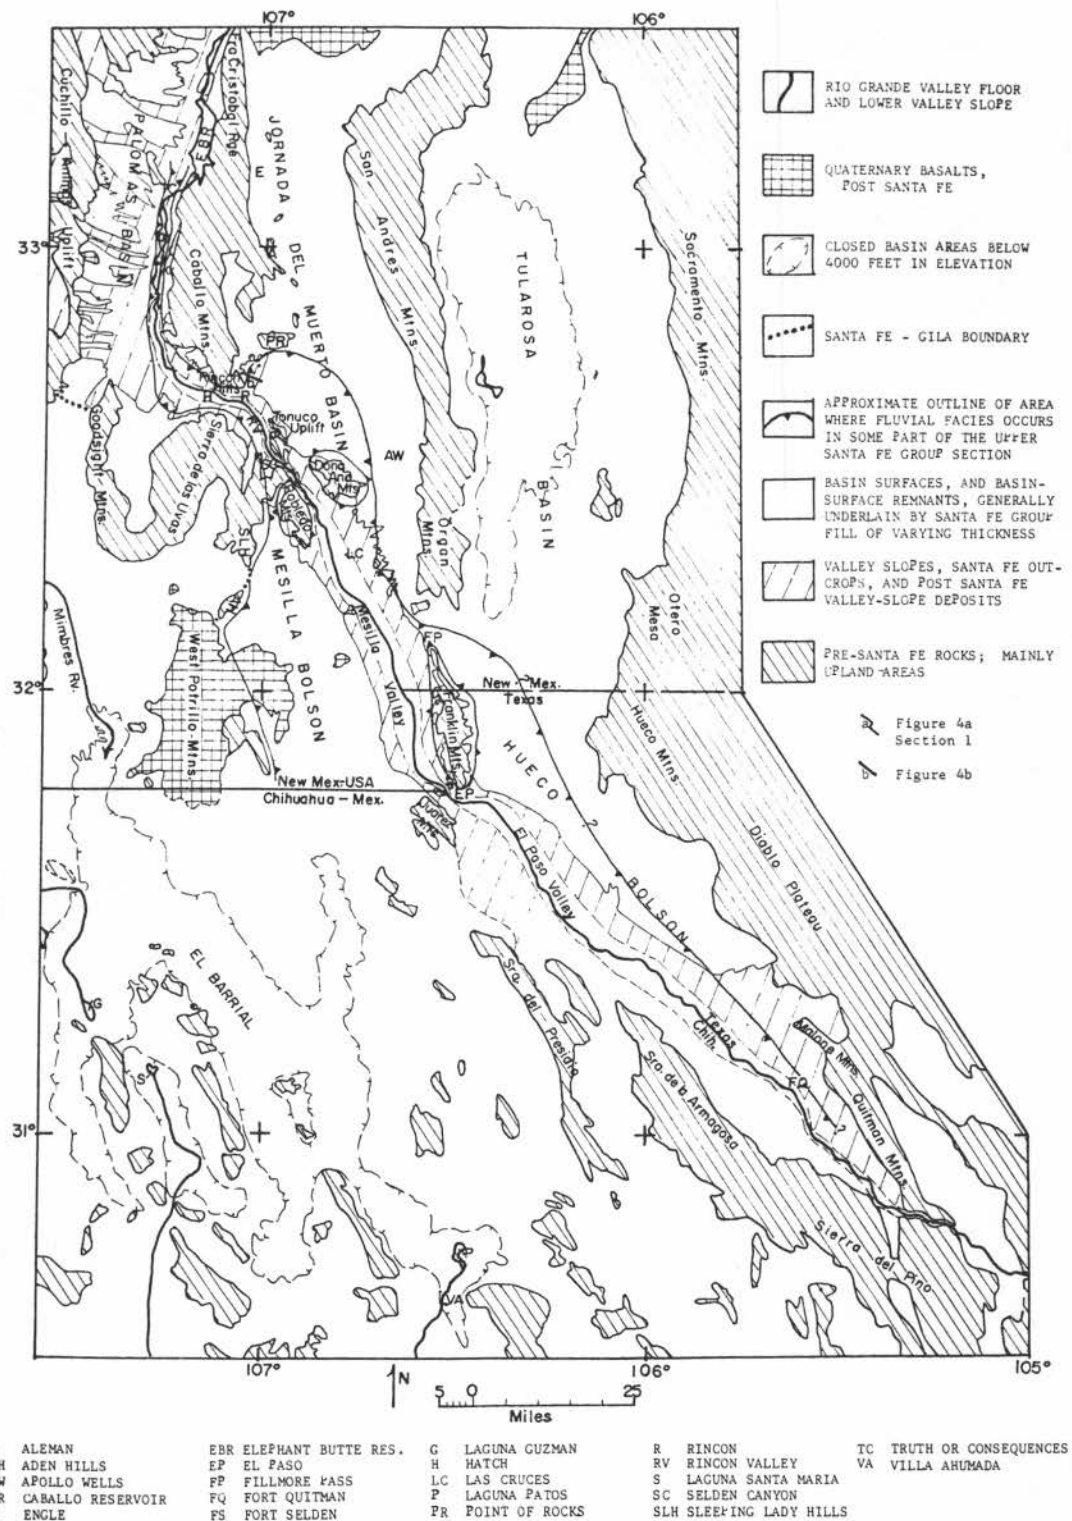 107°
106°
RIO GRANDE VALLEY FLOOR
AND LOWER VALLEY SLOPE
QUATERNARY BASALTS,
POST SANTA FE
CLOSED BASIN AREAS BELOW
4000 FEET IN ELEVATION
SANTA FE - GILA BOUNDARY
APPROXIMATE OUTLINE OF AREA
WHERE FLUVIAL FACIES OCCURS
IN SOME PART OF THE UPPER
SANTA FE GROUP SECTION
BASIN SURFACES, AND BASIN-
SURFACE REMNANTS, GENERALLY
UNDERLAIN BY SANTA FE GROUP
FILL OF VARYING THICKNESS
VALLEY SLOPES, SANTA FE OUT-
CROPS, AND POST SANTA FE
VALLEY-SLOPE DEPOSITS
PRE-SANTA FE ROCKS; MAINLY
UPLAND AREAS
a Figure 4a
Section 1
b Figure 4b
Cuchillo - Animas Uplift
PALOMAS BASIN
EBR
Fra Cristobal Rge
E
JORNADA DEL MUERTO BASIN
San Andres Mtns
TULAROSA BASIN
Sacramento Mtns.
33°
Caballo Mtns.
PR
H
R
RV
Tonuco
Uplift
Goodsight Mtns.
Sierra de las Uvas
Dona
Ana
Mts
AW
Robledo
Mts
Organ
Mtns
SLH
LC
MESILLA BOLSON
Mesilla Valley
Otero
Mesa
FP
Mimbres Rv.
West Potrillo Mtns.
32°
New Mex.
Texas
Franklin Mts
HUECO BOLSON
Hueco Mtns
New Mex-USA
Chihuahua - Mex.
EP
Juarez
Mts
?
El Paso Valley
Diablo Plateau
EL BARRIAL
G
Sra. del Presidio
Texas
Chih.
Malone Mtns.
S
Sra. de la Armagosa
FQ
Quitman Mtns.
?
31°
Sierra del Pino
VA
107°
106°
105°
N
5 0 25
Miles
ALEMAN
H ADEN HILLS
W APOLLO WELLS
R CABALLO RESERVOIR
ENGLE
EBR ELEPHANT BUTTE RES.
EP EL PASO
FP FILLMORE PASS
FQ FORT QUITMAN
FS FORT SELDEN
G LAGUNA GUZMAN
H HATCH
LC LAS CRUCES
P LAGUNA PATOS
PR POINT OF ROCKS
R RINCON
RV RINCON VALLEY
S LAGUNA SANTA MARIA
SC SELDEN CANYON
SLH SLEEPING LADY HILLS
TC TRUTH OR CONSEQUENCES
VA VILLA AHUMADA